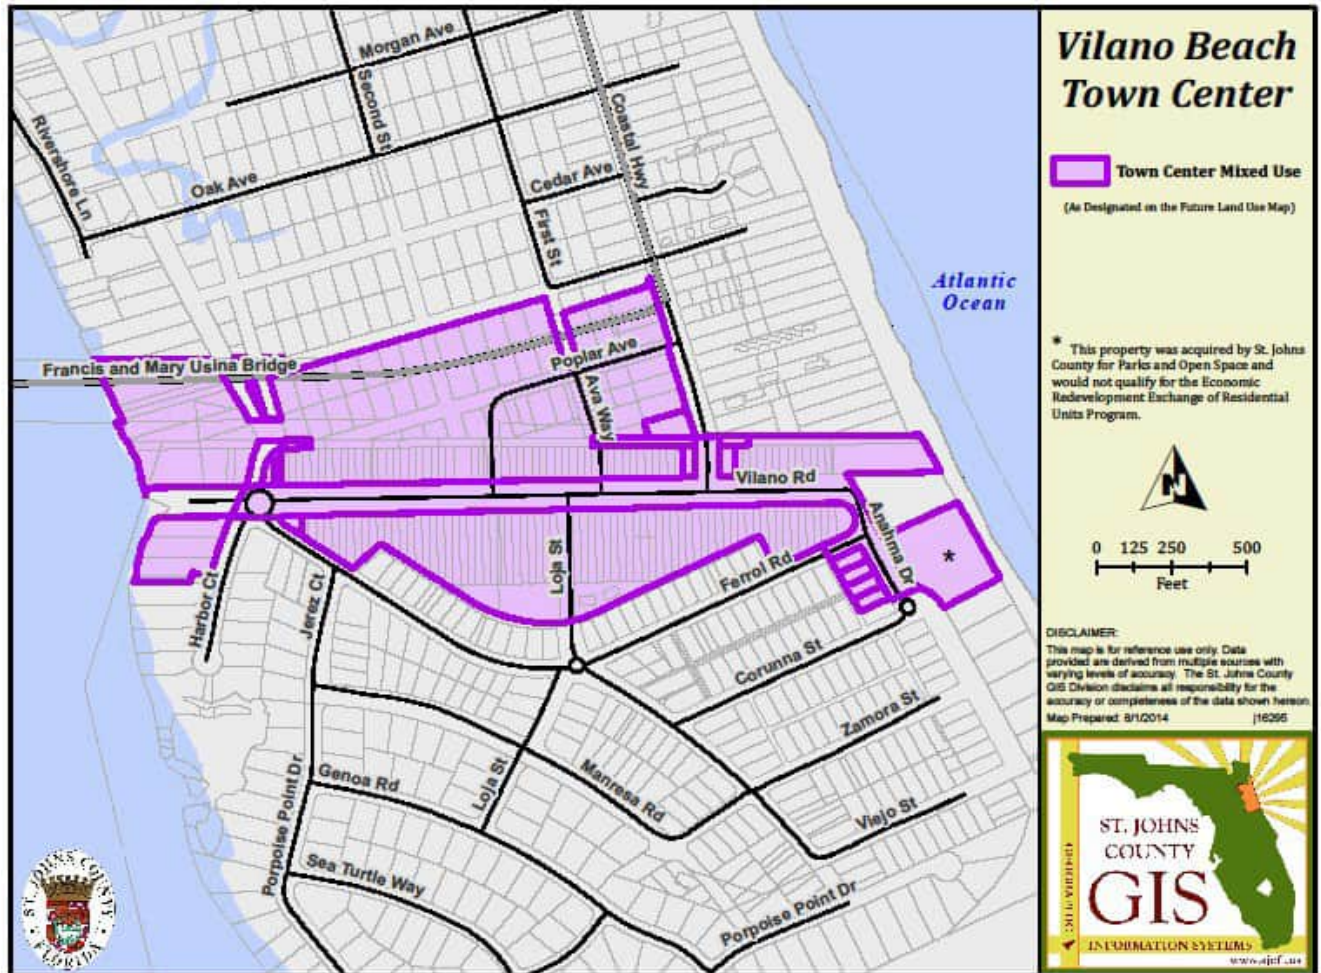 Vilano Beach
Town Center
Town Center Mixed Use
(As Designated on the Future Land Use Map)
* This property was acquired by St. Johns
County for Parks and Open Space and
would not qualify for the Economic
Redevelopment Exchange of Residential
Units Program.
N
0 125 250 500
Feet
DISCLAIMER:
This map is for reference use only. Data
provided are derived from multiple sources with
varying levels of accuracy. The St. Johns County
GIS Division disclaims all responsibility for the
accuracy or completeness of the data shown hereon.
Map Prepared: 8/1/2014 j16295
ST. JOHNS
COUNTY
GIS
INFORMATION SYSTEMS
Morgan Ave
Second St
Rivershore Ln
Oak Ave
Coastal Hwy
Cedar Ave
First St
Atlantic
Ocean
Francis and Mary Usina Bridge
Poplar Ave
Ava Way
Vilano Rd
Anahma Dr
*
Loja St
Ferrol Rd
Harbor Ct
Jerez Ct
Corunna St
Zamora St
Porpoise Point Dr
Genoa Rd
Loja St
Manresa Rd
Viejo St
Sea Turtle Way
Porpoise Point Dr
ST. JOHNS COUNTY
FLORIDA